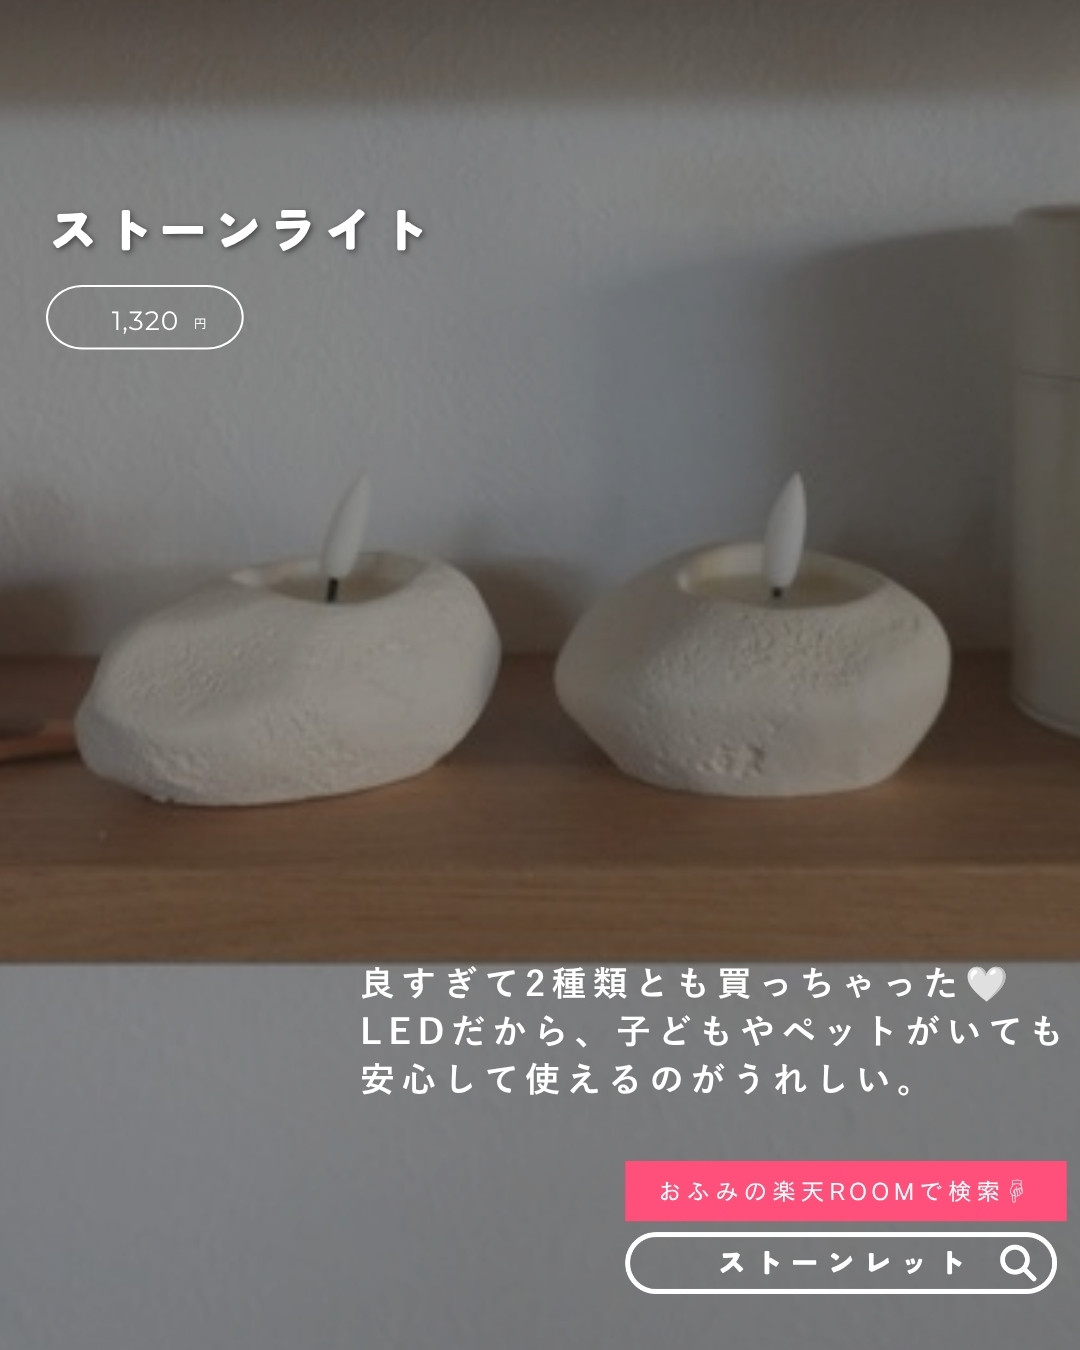 ストーンライト
1,320 円
良すぎて2種類とも買っちゃった🤍
LEDだから、子どもやペットがいても
安心して使えるのがうれしい。
おふみの楽天ROOMで検索☟
ストーンレット